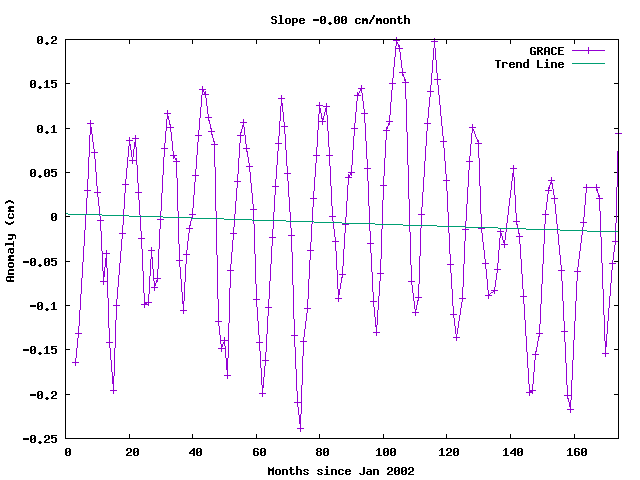 Slope -0.00 cm/month
GRACE
Trend Line
0.2
0.15
0.1
0.05
0
-0.05
-0.1
-0.15
-0.2
-0.25
Anomaly (cm)
0 20 40 60 80 100 120 140 160
Months since Jan 2002